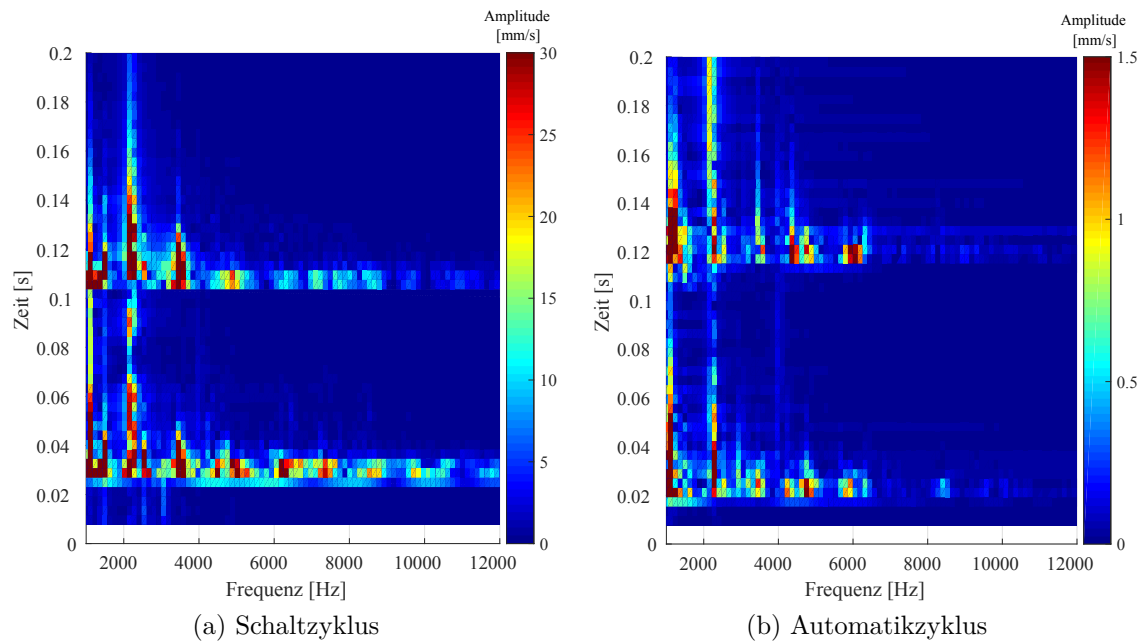 Amplitude
[mm/s]
0.2
0.18
0.16
0.14
0.12
0.1
0.08
0.06
0.04
0.02
0
Zeit [s]
2000 4000 6000 8000 10000 12000
Frequenz [Hz]
30
25
20
15
10
5
0
(a) Schaltzyklus
Amplitude
[mm/s]
0.2
0.18
0.16
0.14
0.12
0.1
0.08
0.06
0.04
0.02
0
Zeit [s]
2000 4000 6000 8000 10000 12000
Frequenz [Hz]
1.5
1
0.5
0
(b) Automatikzyklus